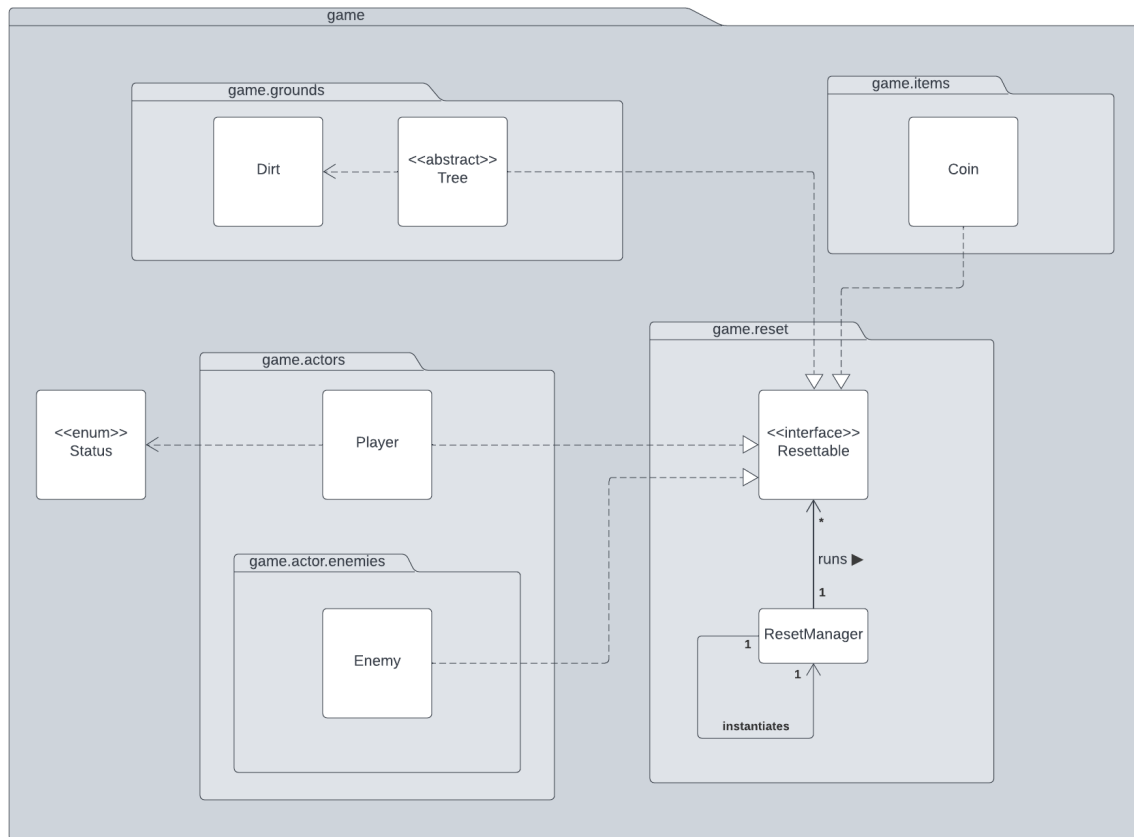 game
game.grounds
Dirt
<<abstract>>
Tree
game.items
Coin
game.actors
<<enum>>
Status
Player
game.actor.enemies
Enemy
game.reset
<<interface>>
Resettable
*
runs ▶
1
ResetManager
1
1
instantiates